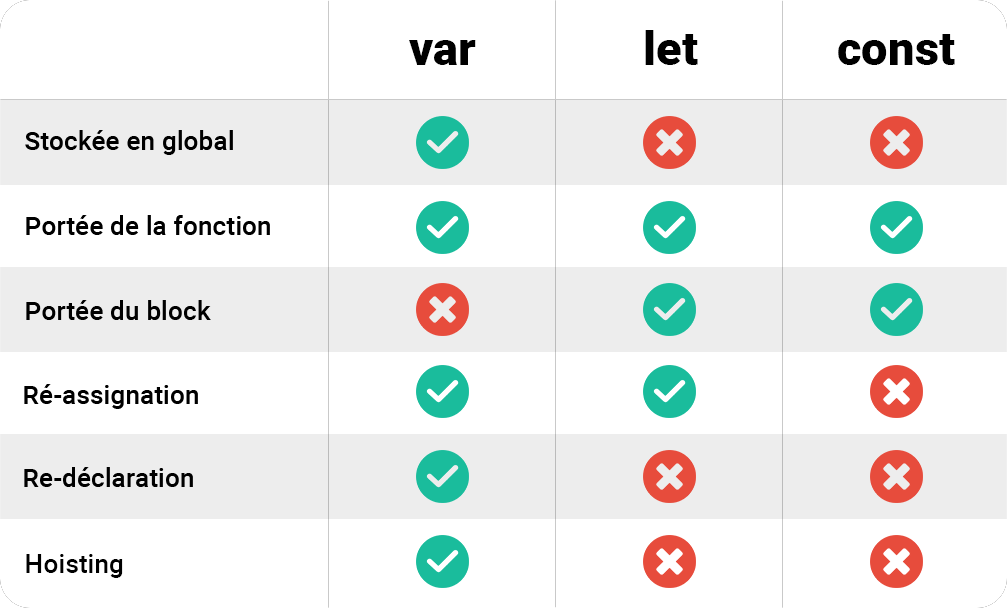 var let const
Stockée en global
Portée de la fonction
Portée du block
Ré-assignation
Re-déclaration
Hoisting